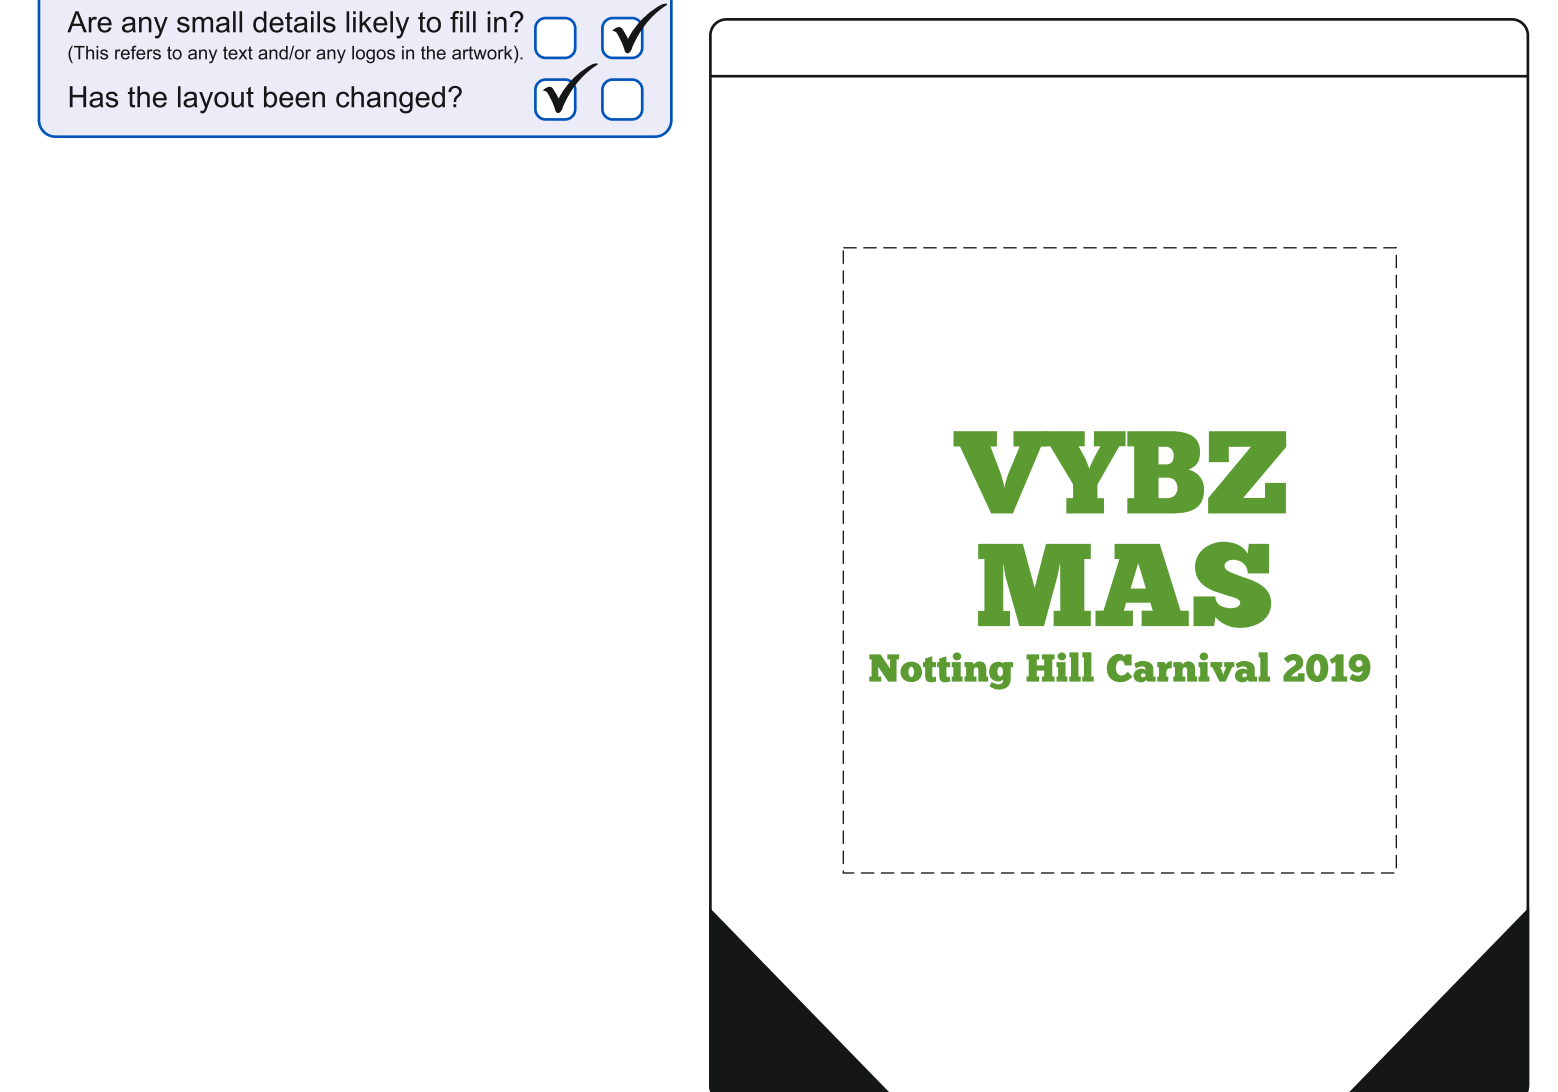 Are any small details likely to fill in?
(This refers to any text and/or any logos in the artwork).
Has the layout been changed?
VYBZ
MAS
Notting Hill Carnival 2019